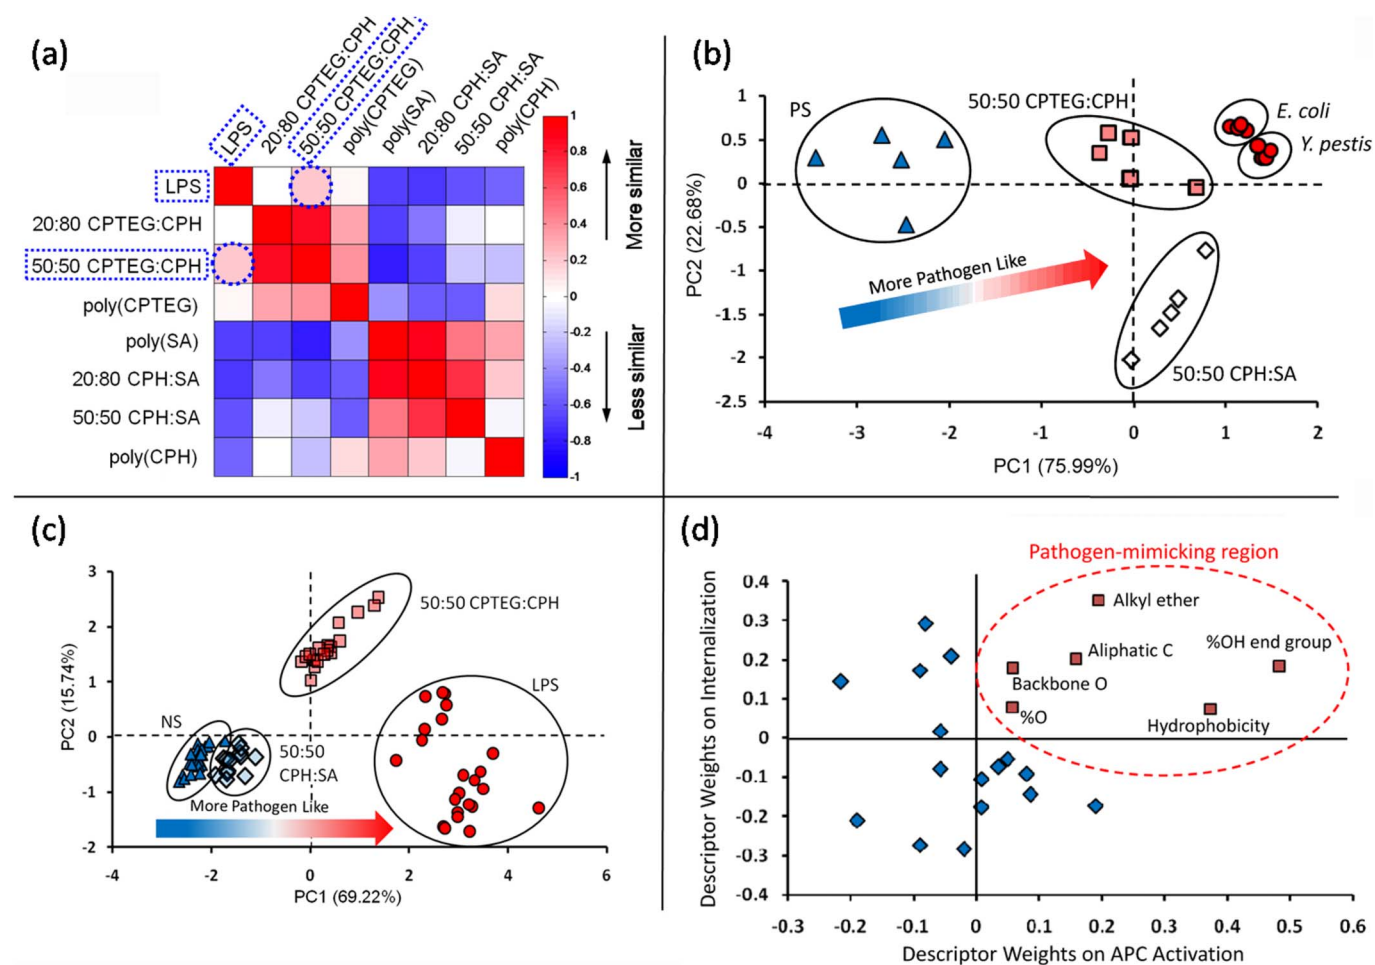 (a)
LPS
20:80 CPTEG:CPH
50:50 CPTEG:CPH
poly(CPTEG)
poly(SA)
20:80 CPH:SA
50:50 CPH:SA
poly(CPH)
LPS
20:80 CPTEG:CPH
50:50 CPTEG:CPH
poly(CPTEG)
poly(SA)
20:80 CPH:SA
50:50 CPH:SA
poly(CPH)
1
0.8
0.6
0.4
0.2
0
-0.2
-0.4
-0.6
-0.8
-1
More similar
Less similar
(b)
PS
50:50 CPTEG:CPH
E. coli
Y. pestis
More Pathogen Like
50:50 CPH:SA
1
0.5
0
-0.5
-1
-1.5
-2
-2.5
PC2 (22.68%)
-4
-3
-2
-1
0
1
2
PC1 (75.99%)
(c)
50:50 CPTEG:CPH
LPS
NS
50:50
CPH:SA
More Pathogen Like
3
2
1
0
-1
-2
PC2 (15.74%)
-4
-2
0
2
4
6
PC1 (69.22%)
(d)
Pathogen-mimicking region
Alkyl ether
Aliphatic C
%OH end group
Backbone O
%O
Hydrophobicity
0.4
0.3
0.2
0.1
0
-0.1
-0.2
-0.3
-0.4
Descriptor Weights on Internalization
-0.3
-0.2
-0.1
0
0.1
0.2
0.3
0.4
0.5
0.6
Descriptor Weights on APC Activation